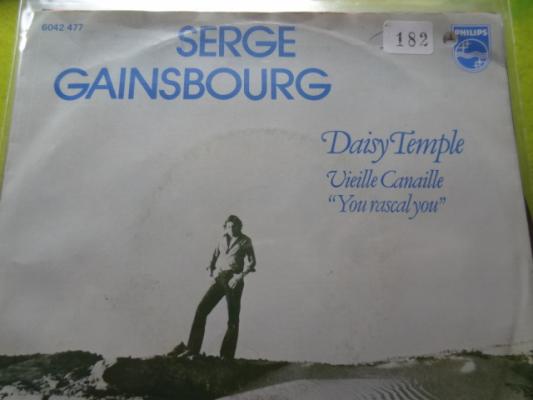 6042 477
SERGE
GAINSBOURG
182
PHILIPS
Daisy Temple
Vieille Canaille
"You rascal you"